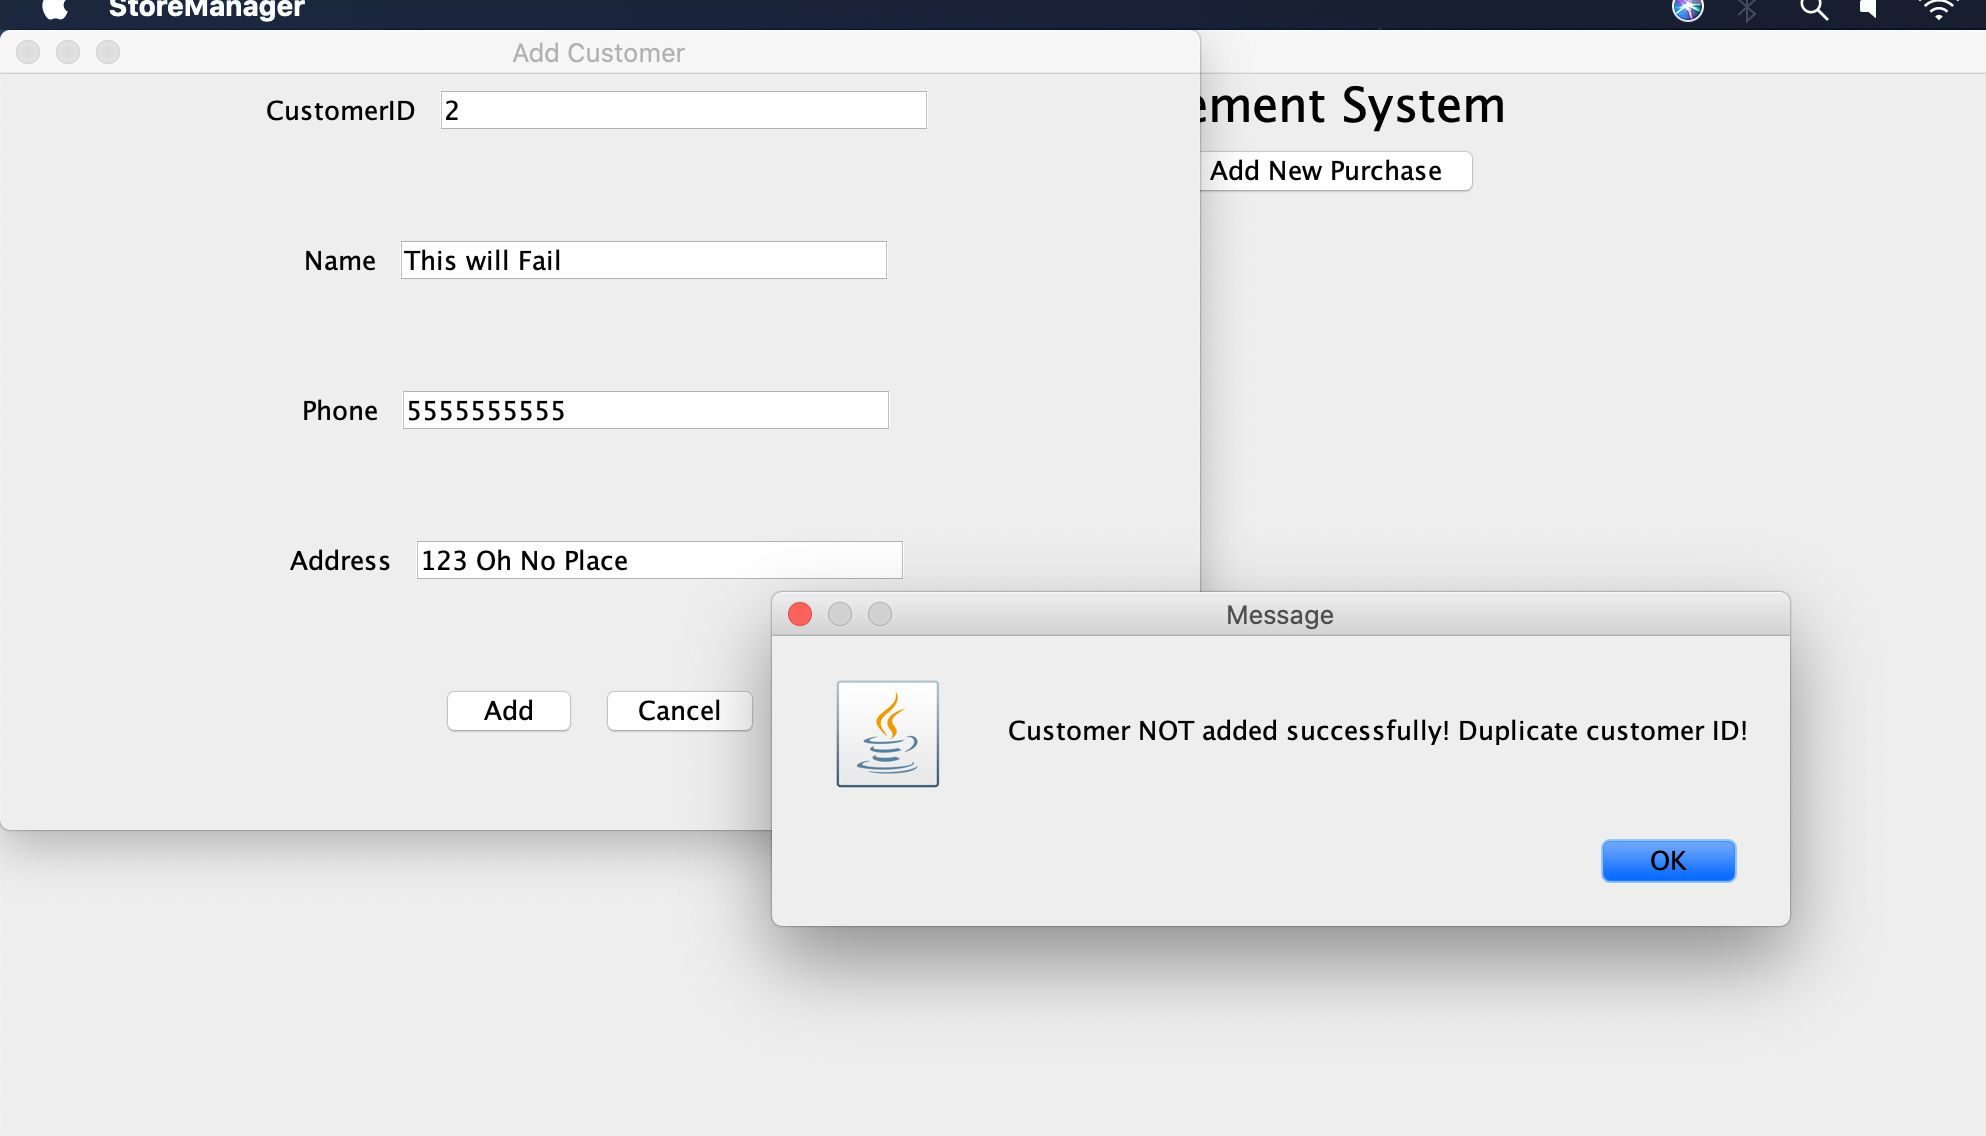 StoreManager
Add Customer
CustomerID 2
ement System
Add New Purchase
Name This will Fail
Phone 5555555555
Address 123 Oh No Place
Add Cancel
Message
Customer NOT added successfully! Duplicate customer ID!
OK